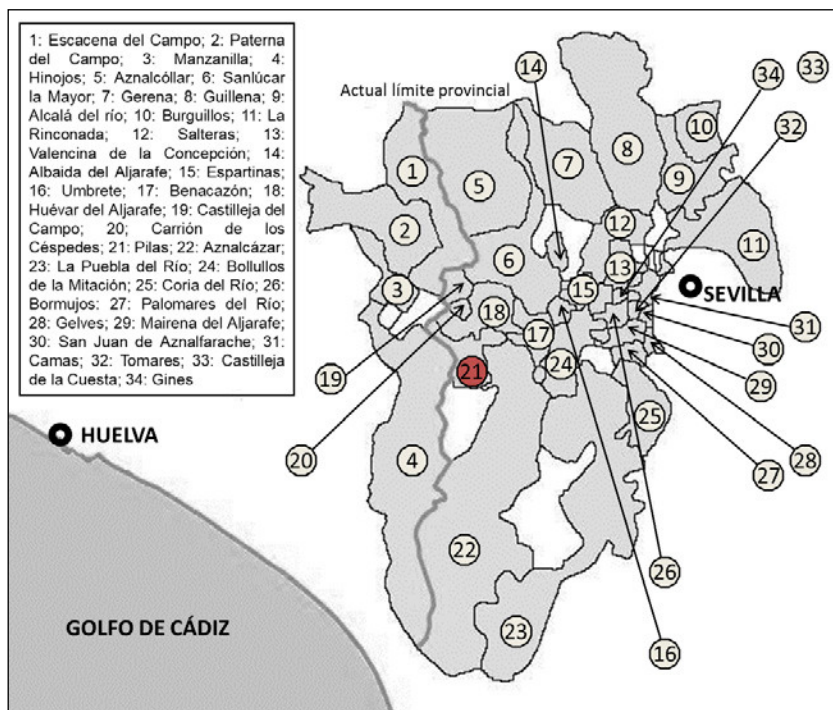 1: Escacena del Campo; 2: Paterna
del Campo; 3: Manzanilla; 4:
Hinojos; 5: Aznalcóllar; 6: Sanlúcar
la Mayor; 7: Gerena; 8: Guillena; 9:
Alcalá del río; 10: Burguillos; 11: La
Rinconada; 12: Salteras; 13:
Valencina de la Concepción; 14:
Albaida del Aljarafe; 15: Espartinas;
16: Umbrete; 17: Benacazón; 18:
Huévar del Aljarafe; 19: Castilleja del
Campo; 20; Carrión de los
Céspedes; 21: Pilas; 22: Aznalcázar;
23: La Puebla del Río; 24: Bollullos
de la Mitación; 25: Coria del Río; 26:
Bormujos: 27: Palomares del Río;
28: Gelves; 29: Mairena del Aljarafe;
30: San Juan de Aznalfarache; 31:
Camas; 32: Tomares; 33: Castilleja
de la Cuesta; 34: Gines
Actual límite provincial
14
34
33
32
10
8
7
9
1
5
2
12
11
6
13
3
15
SEVILLA
18
31
17
30
19
21
24
29
25
HUELVA
20
4
27
28
22
26
GOLFO DE CÁDIZ
23
16